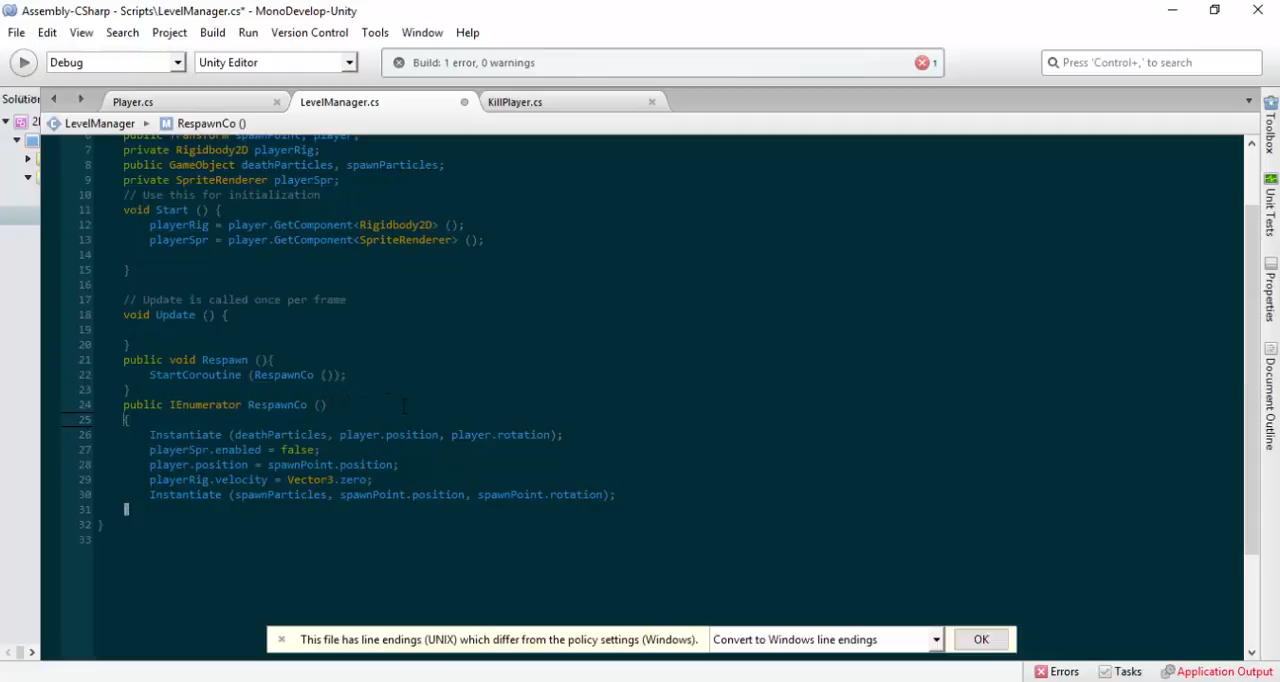 Assembly-CSharp - Scripts\LevelManager.cs* - MonoDevelop-Unity
File Edit View Search Project Build Run Version Control Tools Window Help
Debug Unity Editor Build: 1 error, 0 warnings 1 Press 'Control+,' to search
Solution Player.cs LevelManager.cs KillPlayer.cs
LevelManager RespawnCo ()
public Transform spawnPoint, player;
7 private Rigidbody2D playerRig;
8 public GameObject deathParticles, spawnParticles;
9 private SpriteRenderer playerSpr;
10 // Use this for initialization
11 void Start () {
12 playerRig = player.GetComponent<Rigidbody2D> ();
13 playerSpr = player.GetComponent<SpriteRenderer> ();
14
15 }
16
17 // Update is called once per frame
18 void Update () {
19
20 }
21 public void Respawn (){
22 StartCoroutine (RespawnCo ());
23 }
24 public IEnumerator RespawnCo ()
25 {
26 Instantiate (deathParticles, player.position, player.rotation);
27 playerSpr.enabled = false;
28 player.position = spawnPoint.position;
29 playerRig.velocity = Vector3.zero;
30 Instantiate (spawnParticles, spawnPoint.position, spawnPoint.rotation);
31 }
32 }
33
Toolbox
Unit Tests
Properties
Document Outline
This file has line endings (UNIX) which differ from the policy settings (Windows). Convert to Windows line endings OK
Errors Tasks Application Output